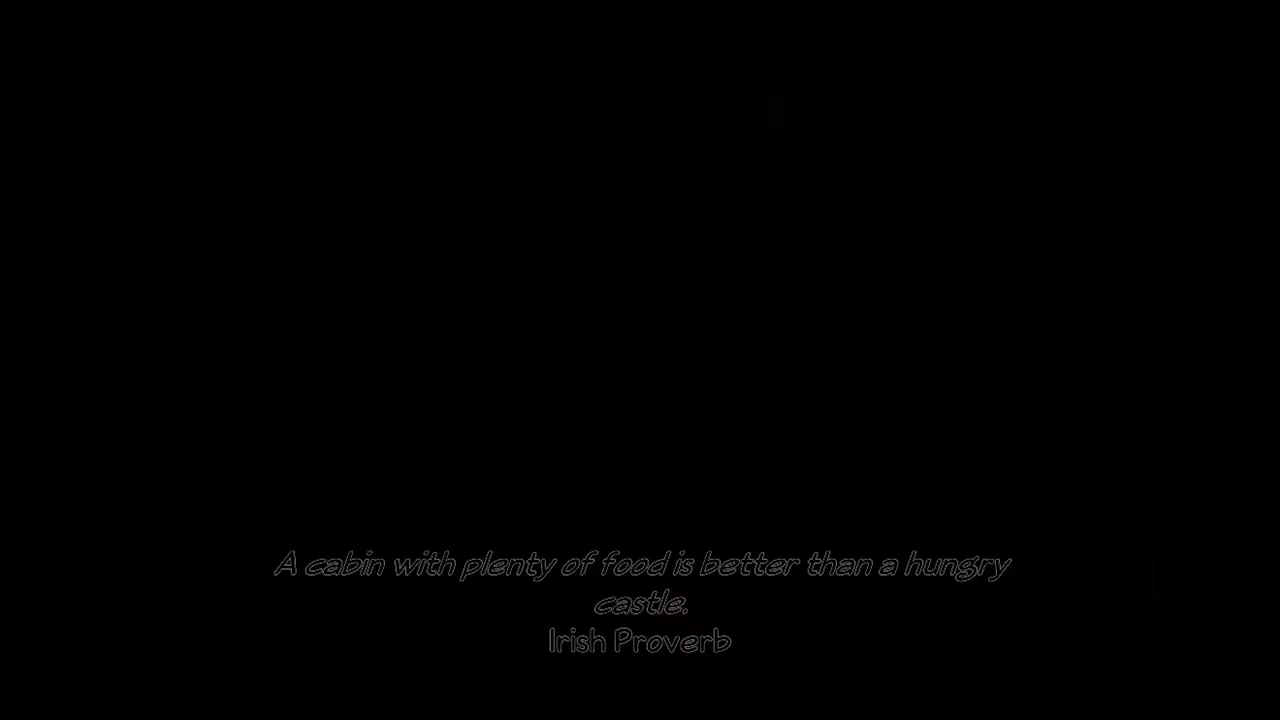 A cabin with plenty of food is better than a hungry
castle.
Irish Proverb